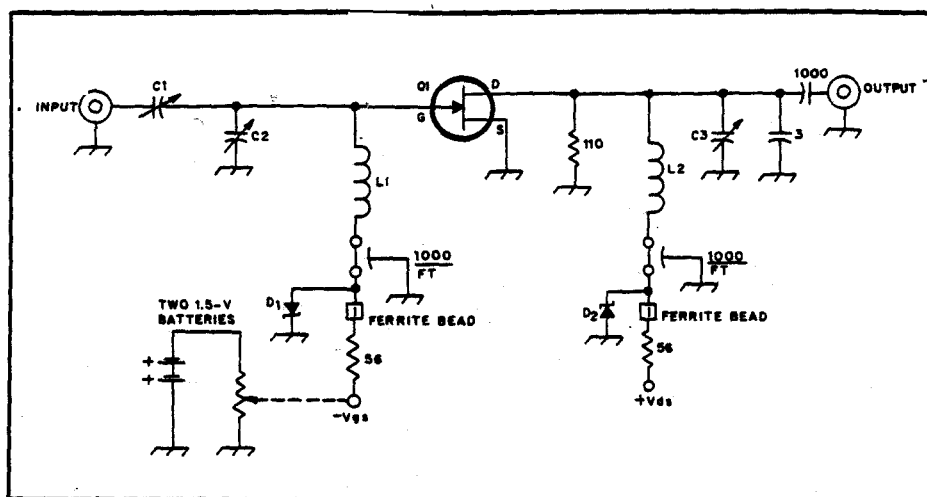 1000
INPUT
C1
Q1
D
G
S
OUTPUT
C2
110
C3
3
L1
L2
1000
FT
1000
FT
D1
FERRITE BEAD
D2
FERRITE BEAD
TWO 1.5-V
BATTERIES
56
56
+
+
-Vgs
+Vds